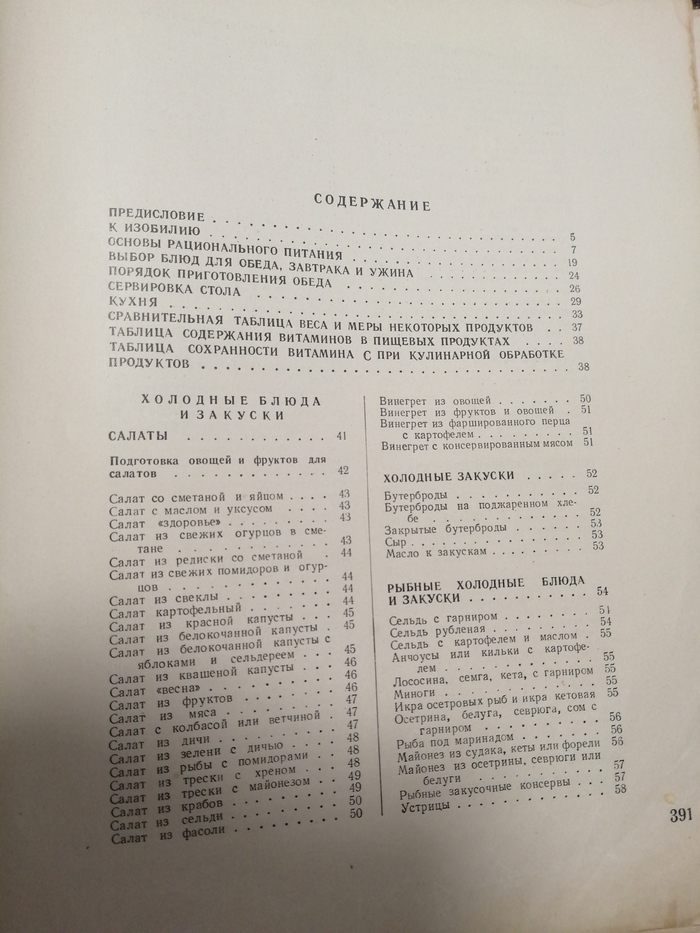 СОДЕРЖАНИЕ
ПРЕДИСЛОВИЕ . . . . . . . . . . 5
К ИЗОБИЛИЮ . . . . . . . . . . 7
ОСНОВЫ РАЦИОНАЛЬНОГО ПИТАНИЯ . . . . . . . . . . 19
ВЫБОР БЛЮД ДЛЯ ОБЕДА, ЗАВТРАКА И УЖИНА . . . . . . . . . . 24
ПОРЯДОК ПРИГОТОВЛЕНИЯ ОБЕДА . . . . . . . . . . 26
СЕРВИРОВКА СТОЛА . . . . . . . . . . 29
КУХНЯ . . . . . . . . . . 33
СРАВНИТЕЛЬНАЯ ТАБЛИЦА ВЕСА И МЕРЫ НЕКОТОРЫХ ПРОДУКТОВ . . 37
ТАБЛИЦА СОДЕРЖАНИЯ ВИТАМИНОВ В ПИЩЕВЫХ ПРОДУКТАХ . . . . 38
ТАБЛИЦА СОХРАННОСТИ ВИТАМИНА С ПРИ КУЛИНАРНОЙ ОБРАБОТКЕ
ПРОДУКТОВ . . . . . . . . . . 38
ХОЛОДНЫЕ БЛЮДА
И ЗАКУСКИ
САЛАТЫ . . . . . . . . . . 41
Подготовка овощей и фруктов для
салатов . . . . . . . . . . 42
Салат со сметаной и яйцом . . . . 43
Салат с маслом и уксусом . . . . 43
Салат «здоровье» . . . . . . . . 43
Салат из свежих огурцов в сме-
тане . . . . . . . . . . 43
Салат из редиски со сметаной . 44
Салат из свежих помидоров и огур-
цов . . . . . . . . . . 44
Салат из свеклы . . . . . . . . 44
Салат картофельный . . . . . . 44
Салат из красной капусты . . . 45
Салат из белокочанной капусты . 45
Салат из белокочанной капусты с
яблоками и сельдереем . . . 45
Салат из квашеной капусты . . . 46
Салат «весна» . . . . . . . . 46
Салат из фруктов . . . . . . . 46
Салат из мяса . . . . . . . . 47
Салат с колбасой или ветчиной . 47
Салат из дичи . . . . . . . . 47
Салат из зелени с дичью . . . . 48
Салат из рыбы с помидорами . . 48
Салат из трески с хреном . . . 48
Салат из трески с майонезом . . 49
Салат из крабов . . . . . . . 49
Салат из сельди . . . . . . . 50
Салат из фасоли . . . . . . . 50
Винегрет из овощей . . . . . . 50
Винегрет из фруктов и овощей . 51
Винегрет из фаршированного перца
с картофелем . . . . . . . . 51
Винегрет с консервированным мясом 51
ХОЛОДНЫЕ ЗАКУСКИ . . . . . 52
Бутерброды . . . . . . . . . . 52
Бутерброды на поджаренном хле-
бе . . . . . . . . . . 52
Закрытые бутерброды . . . . . . 53
Сыр . . . . . . . . . . 53
Масло к закускам . . . . . . . 53
РЫБНЫЕ ХОЛОДНЫЕ БЛЮДА
И ЗАКУСКИ . . . . . . . . . . 54
Сельдь с гарниром . . . . . . . 54
Сельдь рубленая . . . . . . . . 54
Сельдь с картофелем и маслом . 55
Анчоусы или кильки с картофе-
лем . . . . . . . . . . 55
Лососина, семга, кета, с гарниром 55
Миноги . . . . . . . . . . 55
Икра осетровых рыб и икра кетовая 55
Осетрина, белуга, севрюга, сом с
гарниром . . . . . . . . . 56
Рыба под маринадом . . . . . . 56
Майонез из судака, кеты или форели 56
Майонез из осетрины, севрюги или
белуги . . . . . . . . . . 57
Рыбные закусочные консервы . . . 57
Устрицы . . . . . . . . . . 58
391